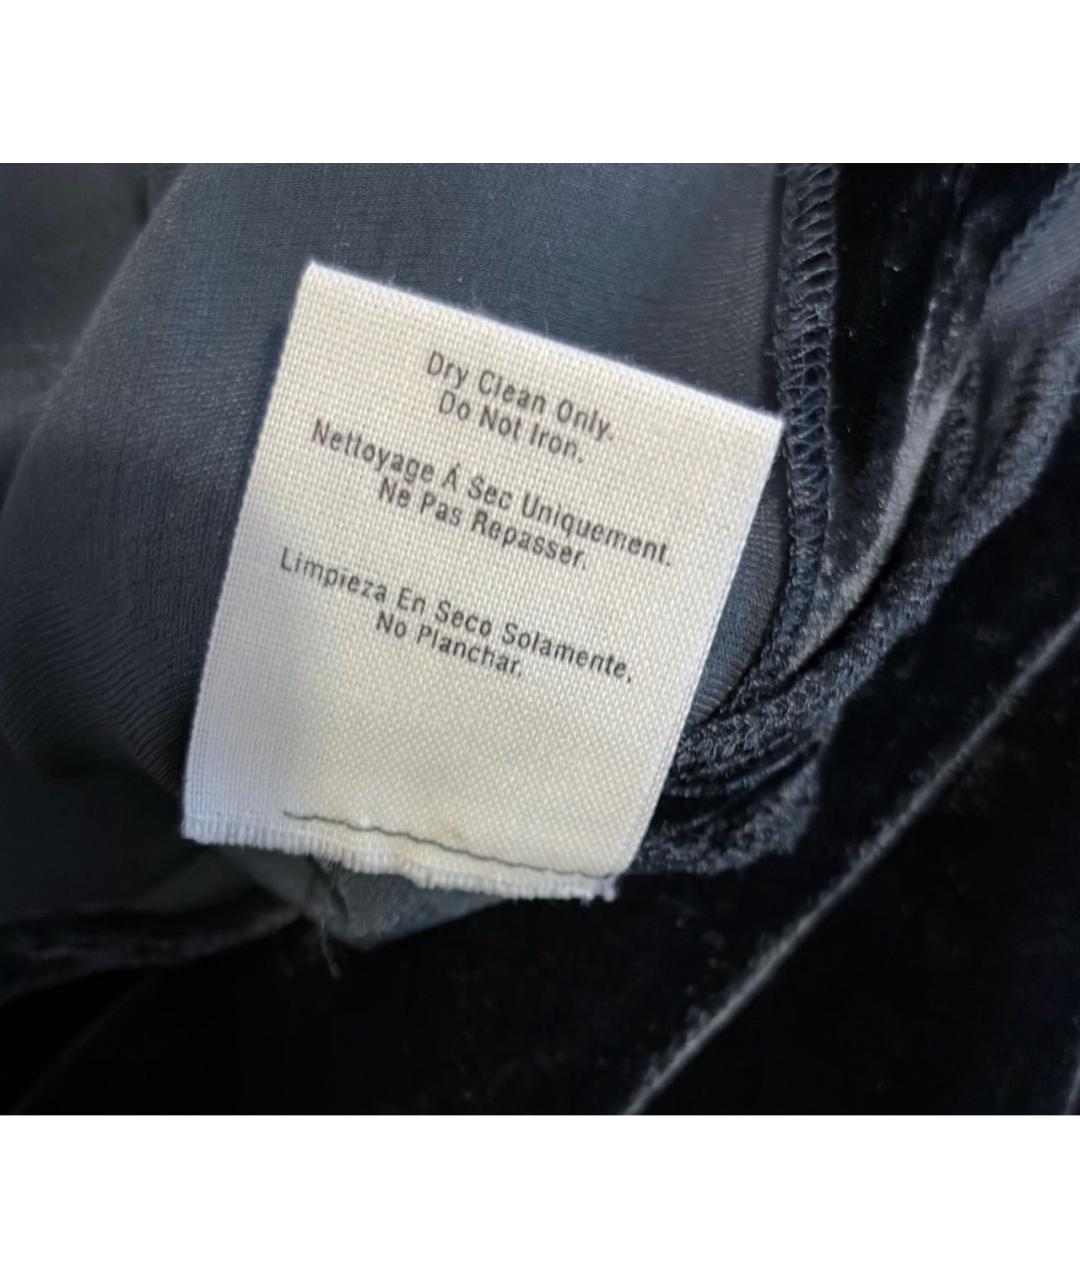 Dry Clean Only.
Do Not Iron.
Nettoyage Á Sec Uniquement.
Ne Pas Repasser.
Limpieza En Seco Solamente.
No Planchar.